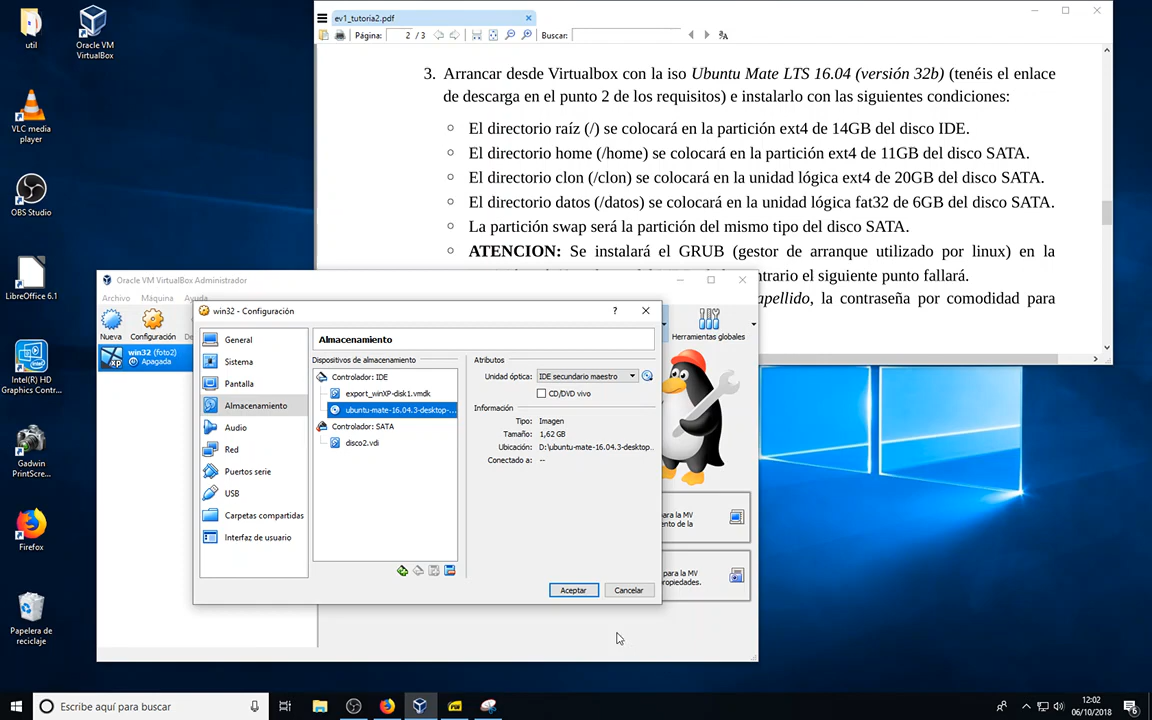 util
Oracle VM
VirtualBox
VLC media
player
OBS Studio
LibreOffice 6.1
Intel(R) HD
Graphics Contr...
Gadwin
PrintScre...
Firefox
Papelera de
reciclaje
ev1_tutoria2.pdf
Página: 2 / 3 Buscar:
3. Arrancar desde Virtualbox con la iso Ubuntu Mate LTS 16.04 (versión 32b) (tenéis el enlace
de descarga en el punto 2 de los requisitos) e instalarlo con las siguientes condiciones:
El directorio raíz (/) se colocará en la partición ext4 de 14GB del disco IDE.
El directorio home (/home) se colocará en la partición ext4 de 11GB del disco SATA.
El directorio clon (/clon) se colocará en la unidad lógica ext4 de 20GB del disco SATA.
El directorio datos (/datos) se colocará en la unidad lógica fat32 de 6GB del disco SATA.
La partición swap será la partición del mismo tipo del disco SATA.
ATENCION: Se instalará el GRUB (gestor de arranque utilizado por linux) en la
contrario el siguiente punto fallará.
apellido, la contraseña por comodidad para
Oracle VM VirtualBox Administrador
Archivo Máquina Ayuda
Nueva Configuración Herramientas globales
win32 (foto2)
Apagada
win32 - Configuración
General
Sistema
Pantalla
Almacenamiento
Audio
Red
Puertos serie
USB
Carpetas compartidas
Interfaz de usuario
Almacenamiento
Dispositivos de almacenamiento
Controlador: IDE
export_winXP-disk1.vmdk
ubuntu-mate-16.04.3-desktop-...
Controlador: SATA
disco2.vdi
Atributos
Unidad óptica: IDE secundario maestro
CD/DVD vivo
Información
Tipo: Imagen
Tamaño: 1,62 GB
Ubicación: D:\ubuntu-mate-16.04.3-desktop...
Conectado a: --
Aceptar Cancelar
para la MV
ento de la
para la MV
ropiedades.
Escribe aquí para buscar
12:02
06/10/2018
6